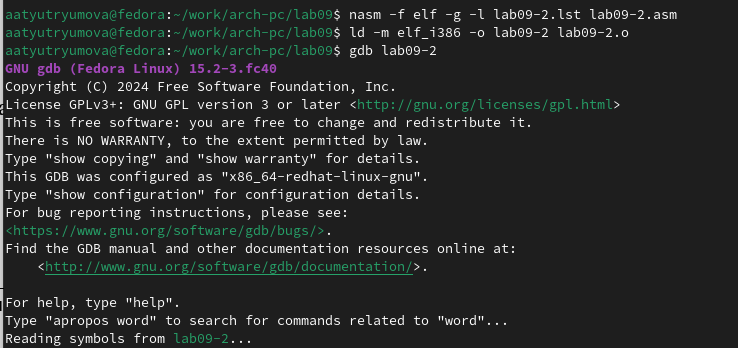 aatyutryumova@fedora:~/work/arch-pc/lab09$ nasm -f elf -g -l lab09-2.lst lab09-2.asm
aatyutryumova@fedora:~/work/arch-pc/lab09$ ld -m elf_i386 -o lab09-2 lab09-2.o
aatyutryumova@fedora:~/work/arch-pc/lab09$ gdb lab09-2
GNU gdb (Fedora Linux) 15.2-3.fc40
Copyright (C) 2024 Free Software Foundation, Inc.
License GPLv3+: GNU GPL version 3 or later <http://gnu.org/licenses/gpl.html>
This is free software: you are free to change and redistribute it.
There is NO WARRANTY, to the extent permitted by law.
Type "show copying" and "show warranty" for details.
This GDB was configured as "x86_64-redhat-linux-gnu".
Type "show configuration" for configuration details.
For bug reporting instructions, please see:
<https://www.gnu.org/software/gdb/bugs/>.
Find the GDB manual and other documentation resources online at:
    <http://www.gnu.org/software/gdb/documentation/>.

For help, type "help".
Type "apropos word" to search for commands related to "word"...
Reading symbols from lab09-2...